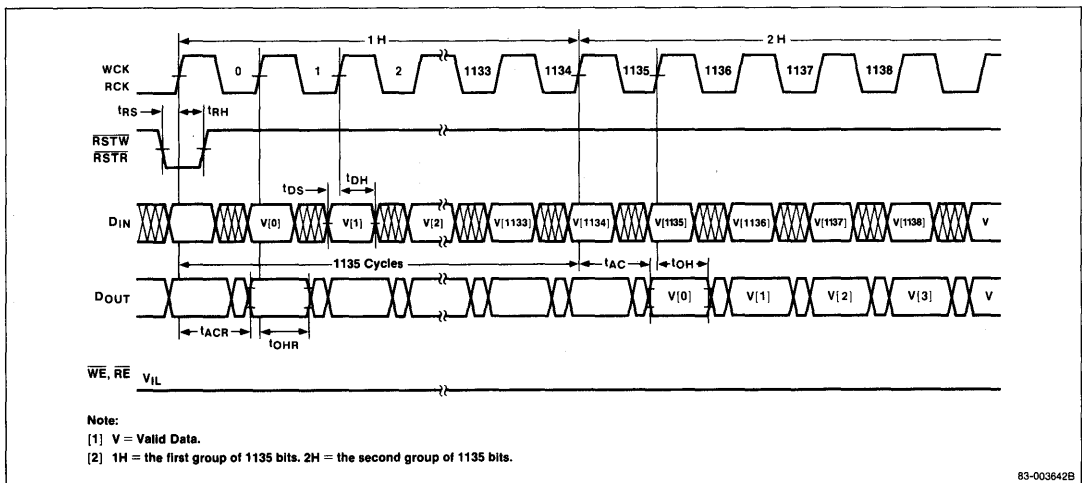 1 H
2 H
WCK
RCK
0
1
2
1133
1134
1135
1136
1137
1138
tRS
tRH
RSTW
RSTR
tDS
tDH
DIN
V[0]
V[1]
V[2]
V[1133]
V[1134]
V[1135]
V[1136]
V[1137]
V[1138]
V
1135 Cycles
tAC
tOH
DOUT
V[0]
V[1]
V[2]
V[3]
V
tACR
tOHR
WE, RE
VIL
Note:
[1] V = Valid Data.
[2] 1H = the first group of 1135 bits. 2H = the second group of 1135 bits.
83-003642B